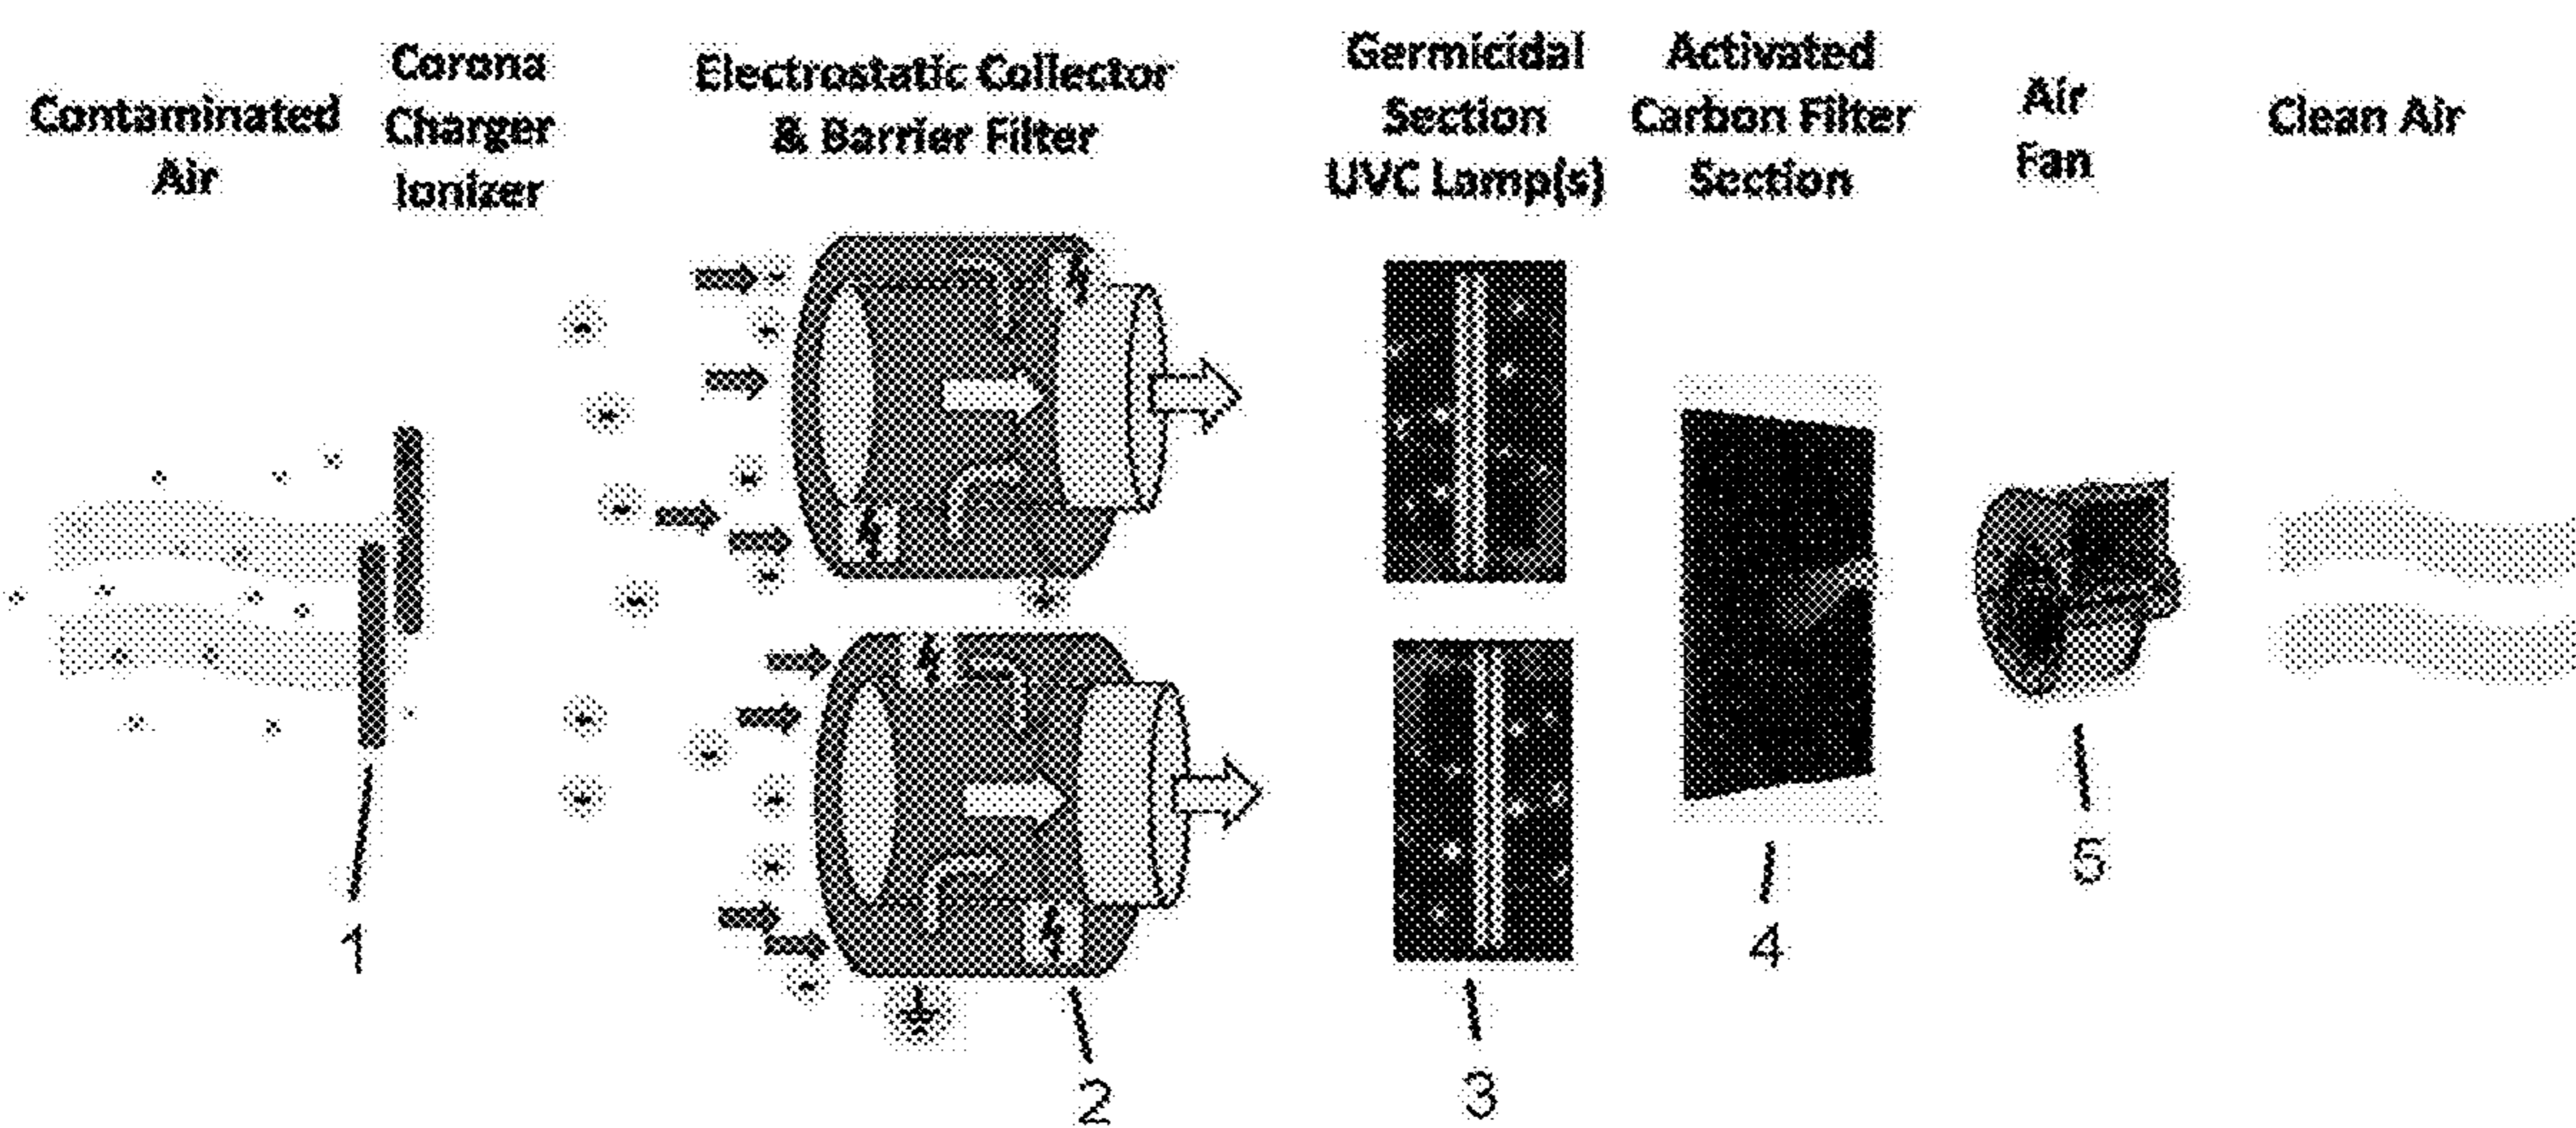 Contaminated
Air
Corona
Charger
Ionizer
Electrostatic Collector
& Barrier Filter
Germicidal
Section
UVC Lamp(s)
Activated
Carbon Filter
Section
Air
Fan
Clean Air
1
2
3
4
5